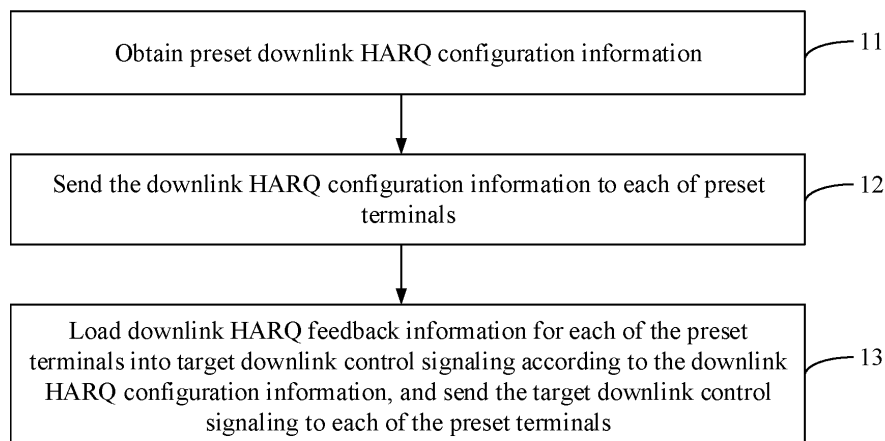 Obtain preset downlink HARQ configuration information
11
Send the downlink HARQ configuration information to each of preset
terminals
12
Load downlink HARQ feedback information for each of the preset
terminals into target downlink control signaling according to the downlink
HARQ configuration information, and send the target downlink control
signaling to each of the preset terminals
13